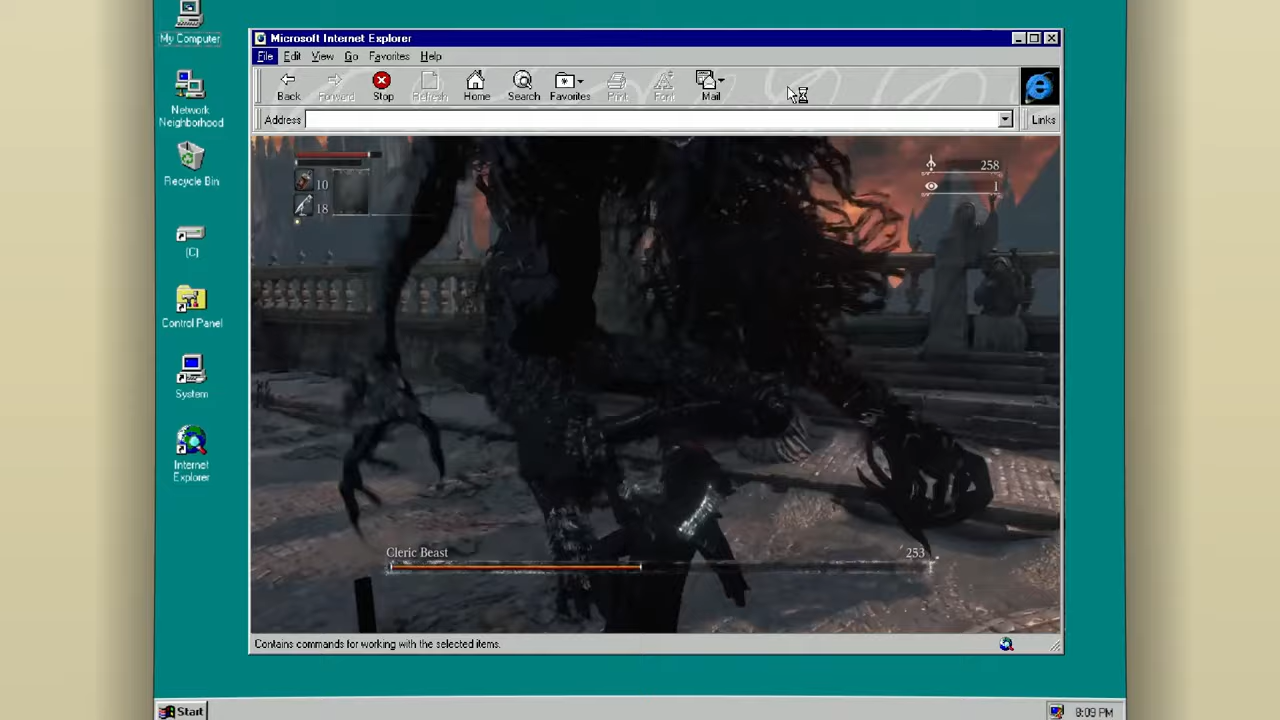 My Computer
Network
Neighborhood
Recycle Bin
(C)
Control Panel
System
Internet
Explorer
Microsoft Internet Explorer
File Edit View Go Favorites Help
Back Forward Stop Refresh Home Search Favorites Print Font Mail
Address
Links
10
18
258
1
Cleric Beast 253
Contains commands for working with the selected items.
Start
8:09 PM